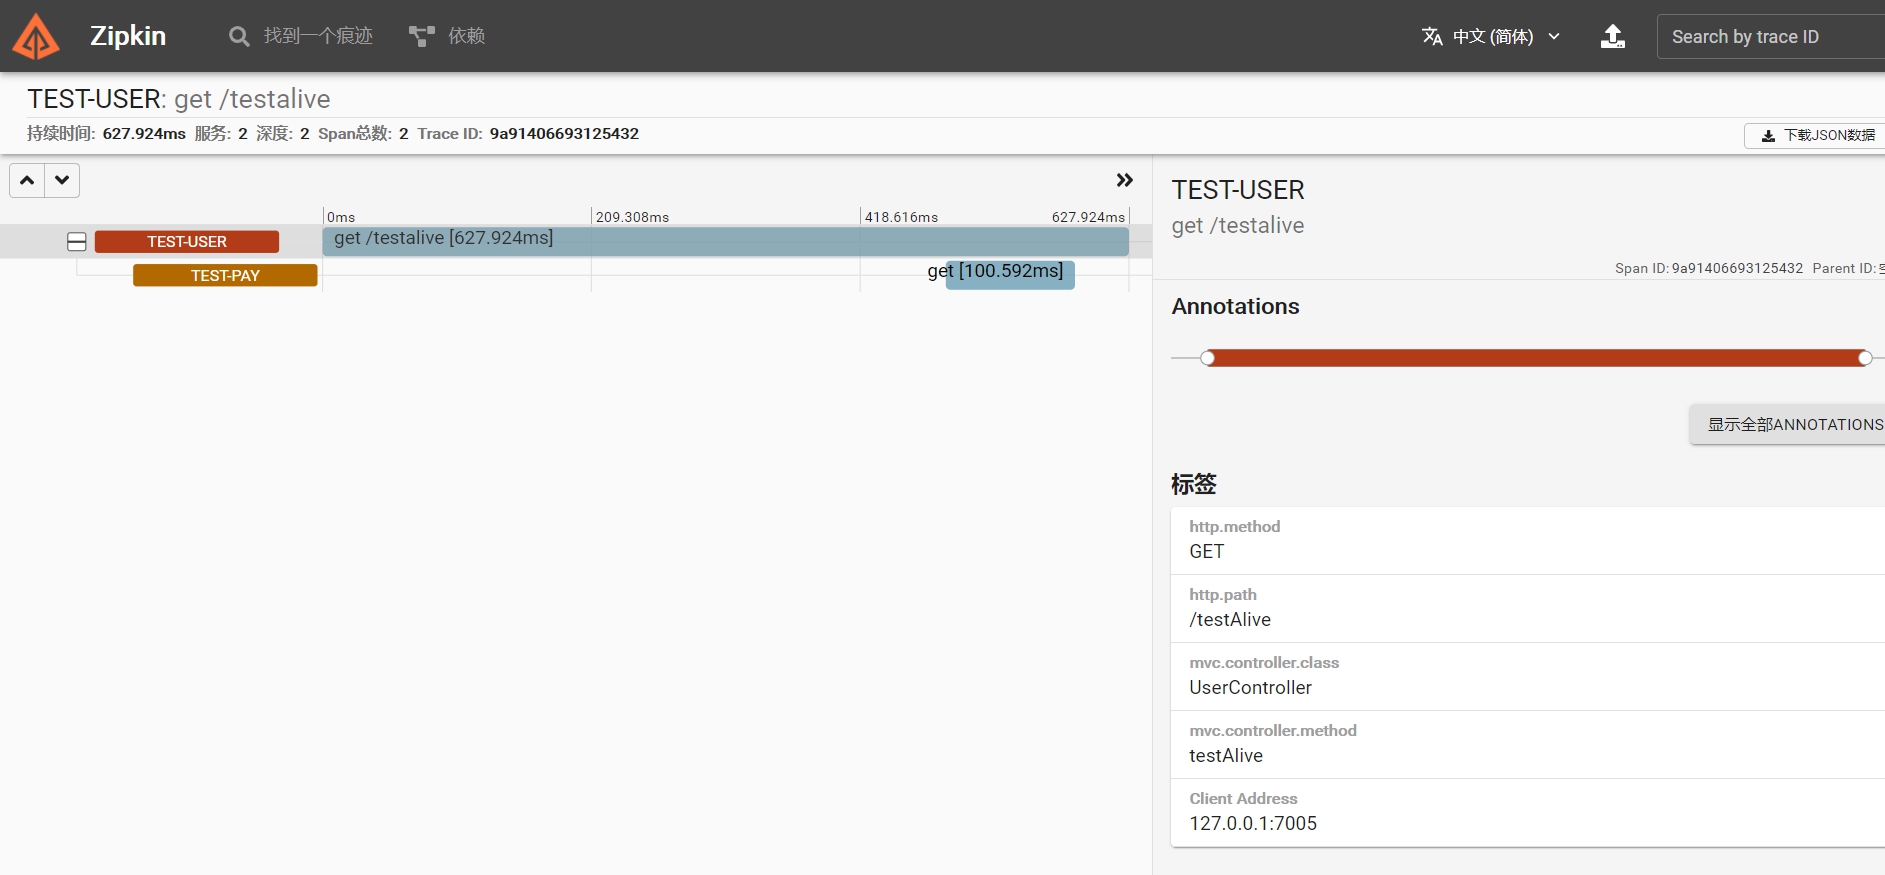 Zipkin 找到一个痕迹 依赖 中文 (简体) Search by trace ID
TEST-USER: get /testalive
持续时间: 627.924ms 服务: 2 深度: 2 Span总数: 2 Trace ID: 9a91406693125432
下载JSON数据
0ms 209.308ms 418.616ms 627.924ms
TEST-USER get /testalive [627.924ms]
TEST-PAY get [100.592ms]
TEST-USER
get /testalive
Span ID: 9a91406693125432 Parent ID:
Annotations
显示全部ANNOTATIONS
标签
http.method
GET
http.path
/testAlive
mvc.controller.class
UserController
mvc.controller.method
testAlive
Client Address
127.0.0.1:7005